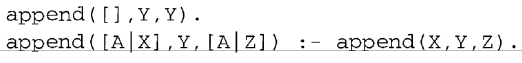 append([],Y,Y).
append([A|X],Y,[A|Z]) :- append(X,Y,Z).